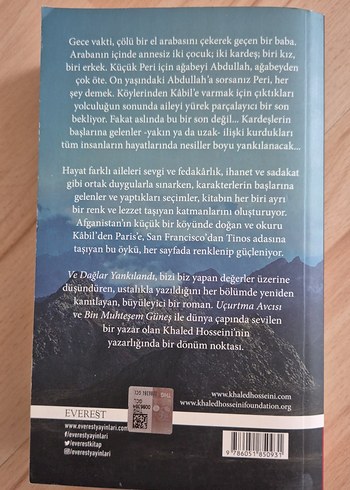 Gece vakti, çölü bir el arabasını çekerek geçen bir baba.
Arabanın içinde annesiz iki çocuk; iki kardeş; biri kız,
biri erkek. Küçük Peri için ağabeyi Abdullah, ağabeyden
çok öte. On yaşındaki Abdullah'a sorsanız Peri, her
şey demek. Köylerinden Kâbil'e varmak için çıktıkları
yolculuğun sonunda aileyi yürek parçalayıcı bir son
bekliyor. Fakat aslında bu bir son değil... Kardeşlerin
başlarına gelenler -yakın ya da uzak- ilişki kurdukları
tüm insanların hayatlarında nesiller boyu yankılanacak...
Hayat farklı aileleri sevgi ve fedakârlık, ihanet ve sadakat
gibi ortak duygularla sınarken, karakterlerin başlarına
gelenler ve yaptıkları seçimler, kitabın her biri ayrı
bir renk ve lezzet taşıyan katmanlarını oluşturuyor.
Afganistan'ın küçük bir köyünde doğan ve okuru
Kâbil'den Paris'e, San Francisco'dan Tinos adasına
taşıyan bu öykü, her sayfada renklenip güçleniyor.
Ve Dağlar Yankılandı, bizi biz yapan değerler üzerine
düşündüren, ustalıkla yazıldığını her bölümde yeniden
kanıtlayan, büyüleyici bir roman. Uçurtma Avcısı
ve Bin Muhteşem Güneş ile dünya çapında sevilen
bir yazar olan Khaled Hosseini'nin
yazarlığında bir dönüm noktası.
www.khaledhosseini.com
www.khaledhosseinifoundation.org
EVEREST
www.everestyayinlari.com
/everestyayinlari
/everestkitap
/everestyayinlari
9 786051 850931